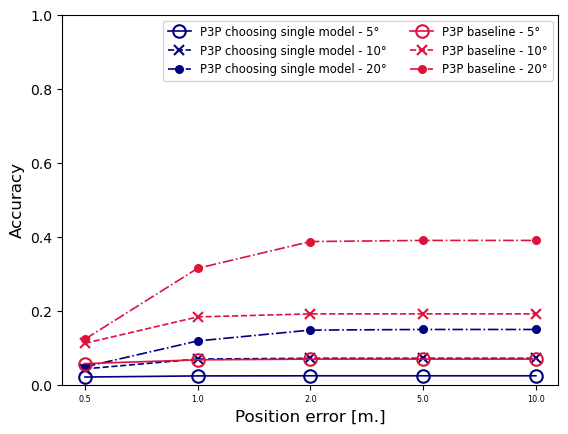 P3P choosing single model - 5°
P3P choosing single model - 10°
P3P choosing single model - 20°
P3P baseline - 5°
P3P baseline - 10°
P3P baseline - 20°
Accuracy
1.0
0.8
0.6
0.4
0.2
0.0
0.5 1.0 2.0 5.0 10.0
Position error [m.]